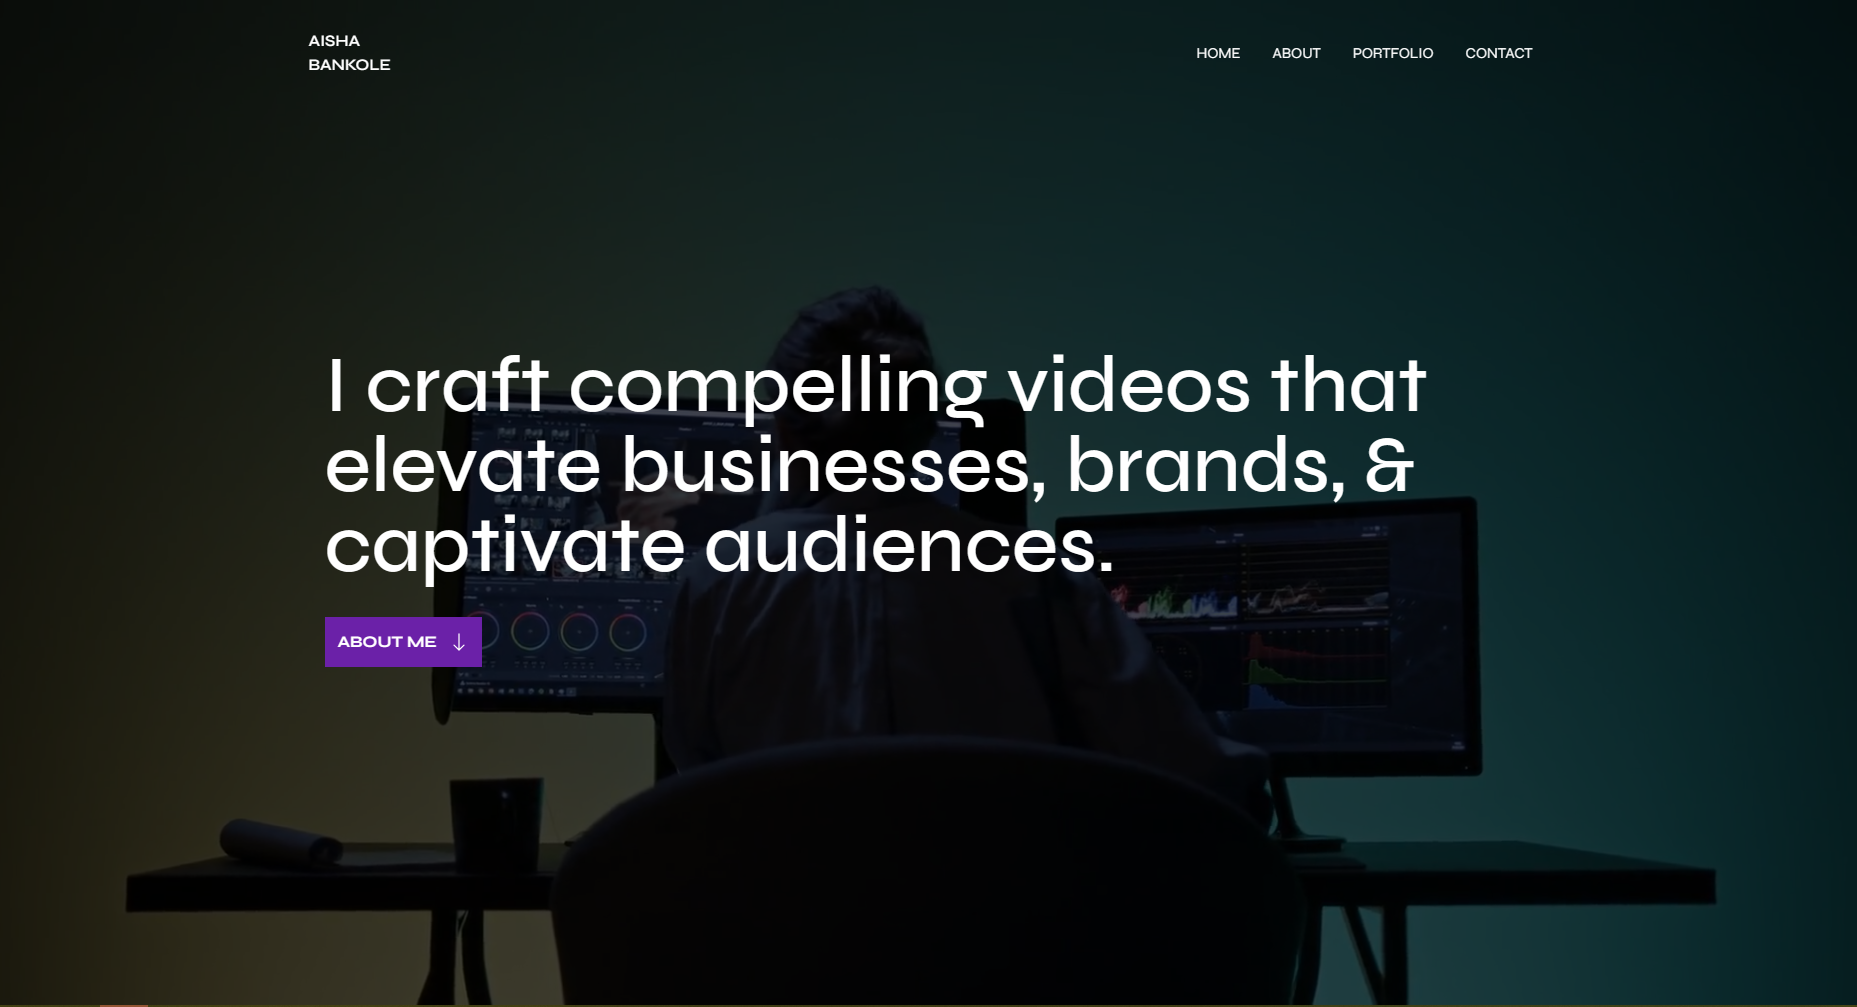 AISHA
BANKOLE
HOME ABOUT PORTFOLIO CONTACT
I craft compelling videos that
elevate businesses, brands, &
captivate audiences.
ABOUT ME